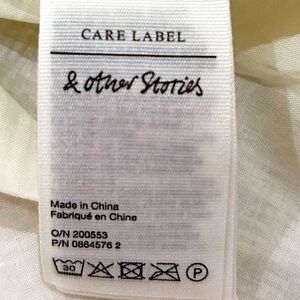 CARE LABEL
& other Stories
Made in China
Fabriqué en Chine
O/N 200553
P/N 0864576 2
30
P